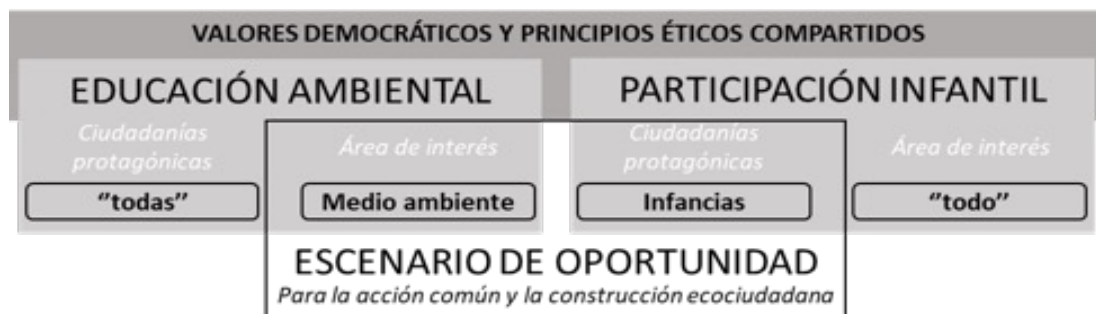 VALORES DEMOCRÁTICOS Y PRINCIPIOS ÉTICOS COMPARTIDOS
EDUCACIÓN AMBIENTAL
PARTICIPACIÓN INFANTIL
Ciudadanías
protagónicas
Área de interés
Ciudadanías
protagónicas
Área de interés
“todas”
Medio ambiente
Infancias
“todo”
ESCENARIO DE OPORTUNIDAD
Para la acción común y la construcción ecociudadana